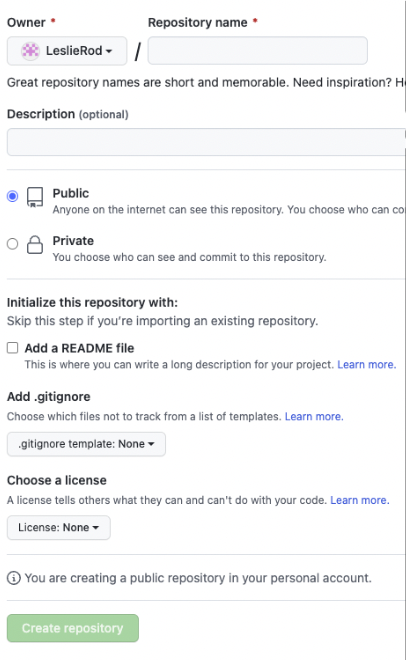 Owner * Repository name *
LeslieRod /
Great repository names are short and memorable. Need inspiration?
Description (optional)
Public
Anyone on the internet can see this repository. You choose who can
Private
You choose who can see and commit to this repository.
Initialize this repository with:
Skip this step if you're importing an existing repository.
Add a README file
This is where you can write a long description for your project. Learn more.
Add .gitignore
Choose which files not to track from a list of templates. Learn more.
.gitignore template: None
Choose a license
A license tells others what they can and can't do with your code. Learn more.
License: None
You are creating a public repository in your personal account.
Create repository